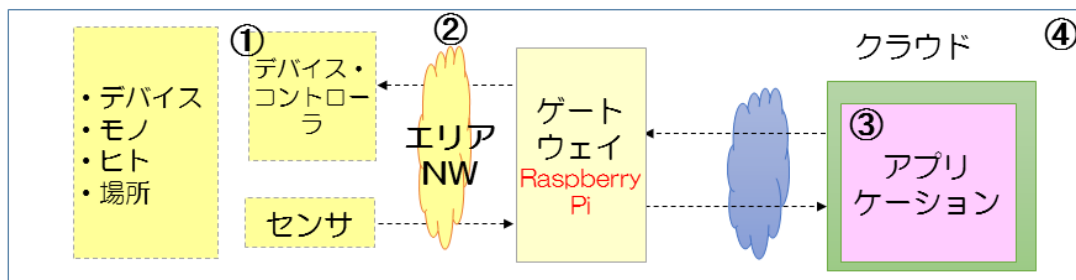 ・デバイス
・モノ
・ヒト
・場所
①
デバイス・
コントロー
ラ
センサ
②
エリア
NW
ゲート
ウェイ
Raspberry
Pi
クラウド
③
アプリ
ケーション
④